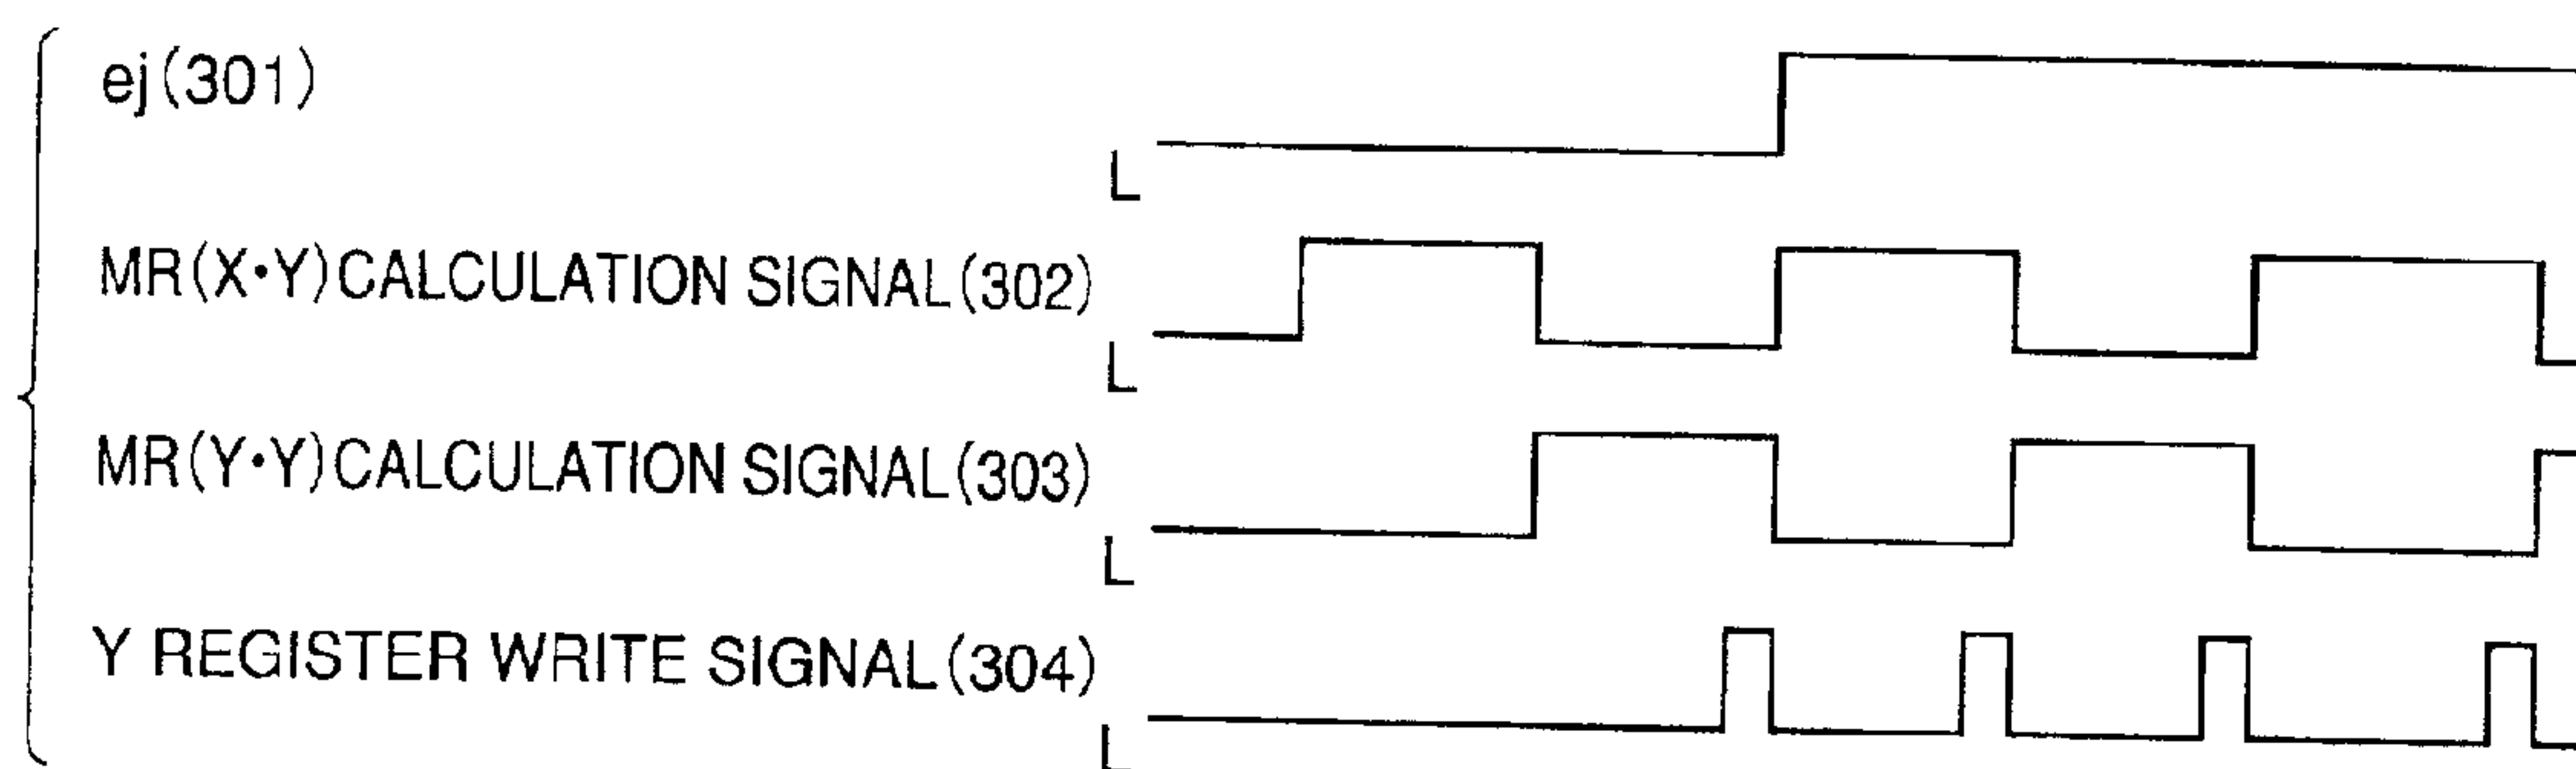 ej(301)
L
MR(X·Y)CALCULATION SIGNAL(302)
L
MR(Y·Y)CALCULATION SIGNAL(303)
L
Y REGISTER WRITE SIGNAL(304)
L